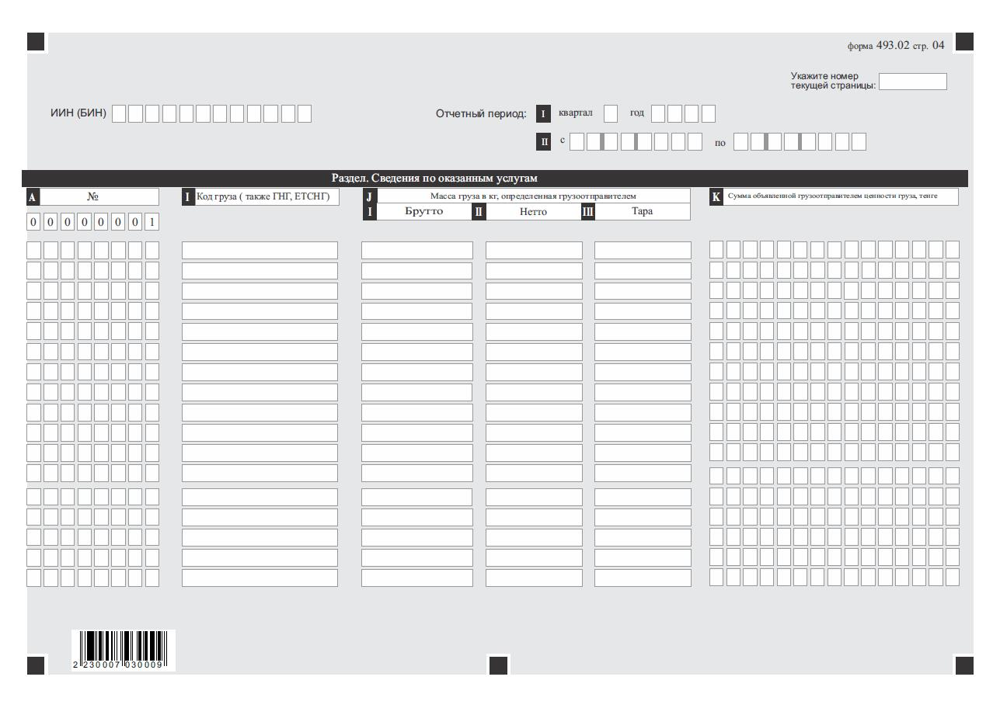 форма 493.02 стр. 04
Укажите номер
текущей страницы:
ИИН (БИН) Отчетный период: I квартал год
II с по
Раздел. Сведения по оказанным услугам
A № I Код груза ( также ГНГ, ЕТСНГ) J Масса груза в кг, определенная грузоотправителем K Сумма объявленной грузоотправителем ценности груза, тенге
I Брутто II Нетто III Тара
0 0 0 0 0 0 0 1
2 230007 030009